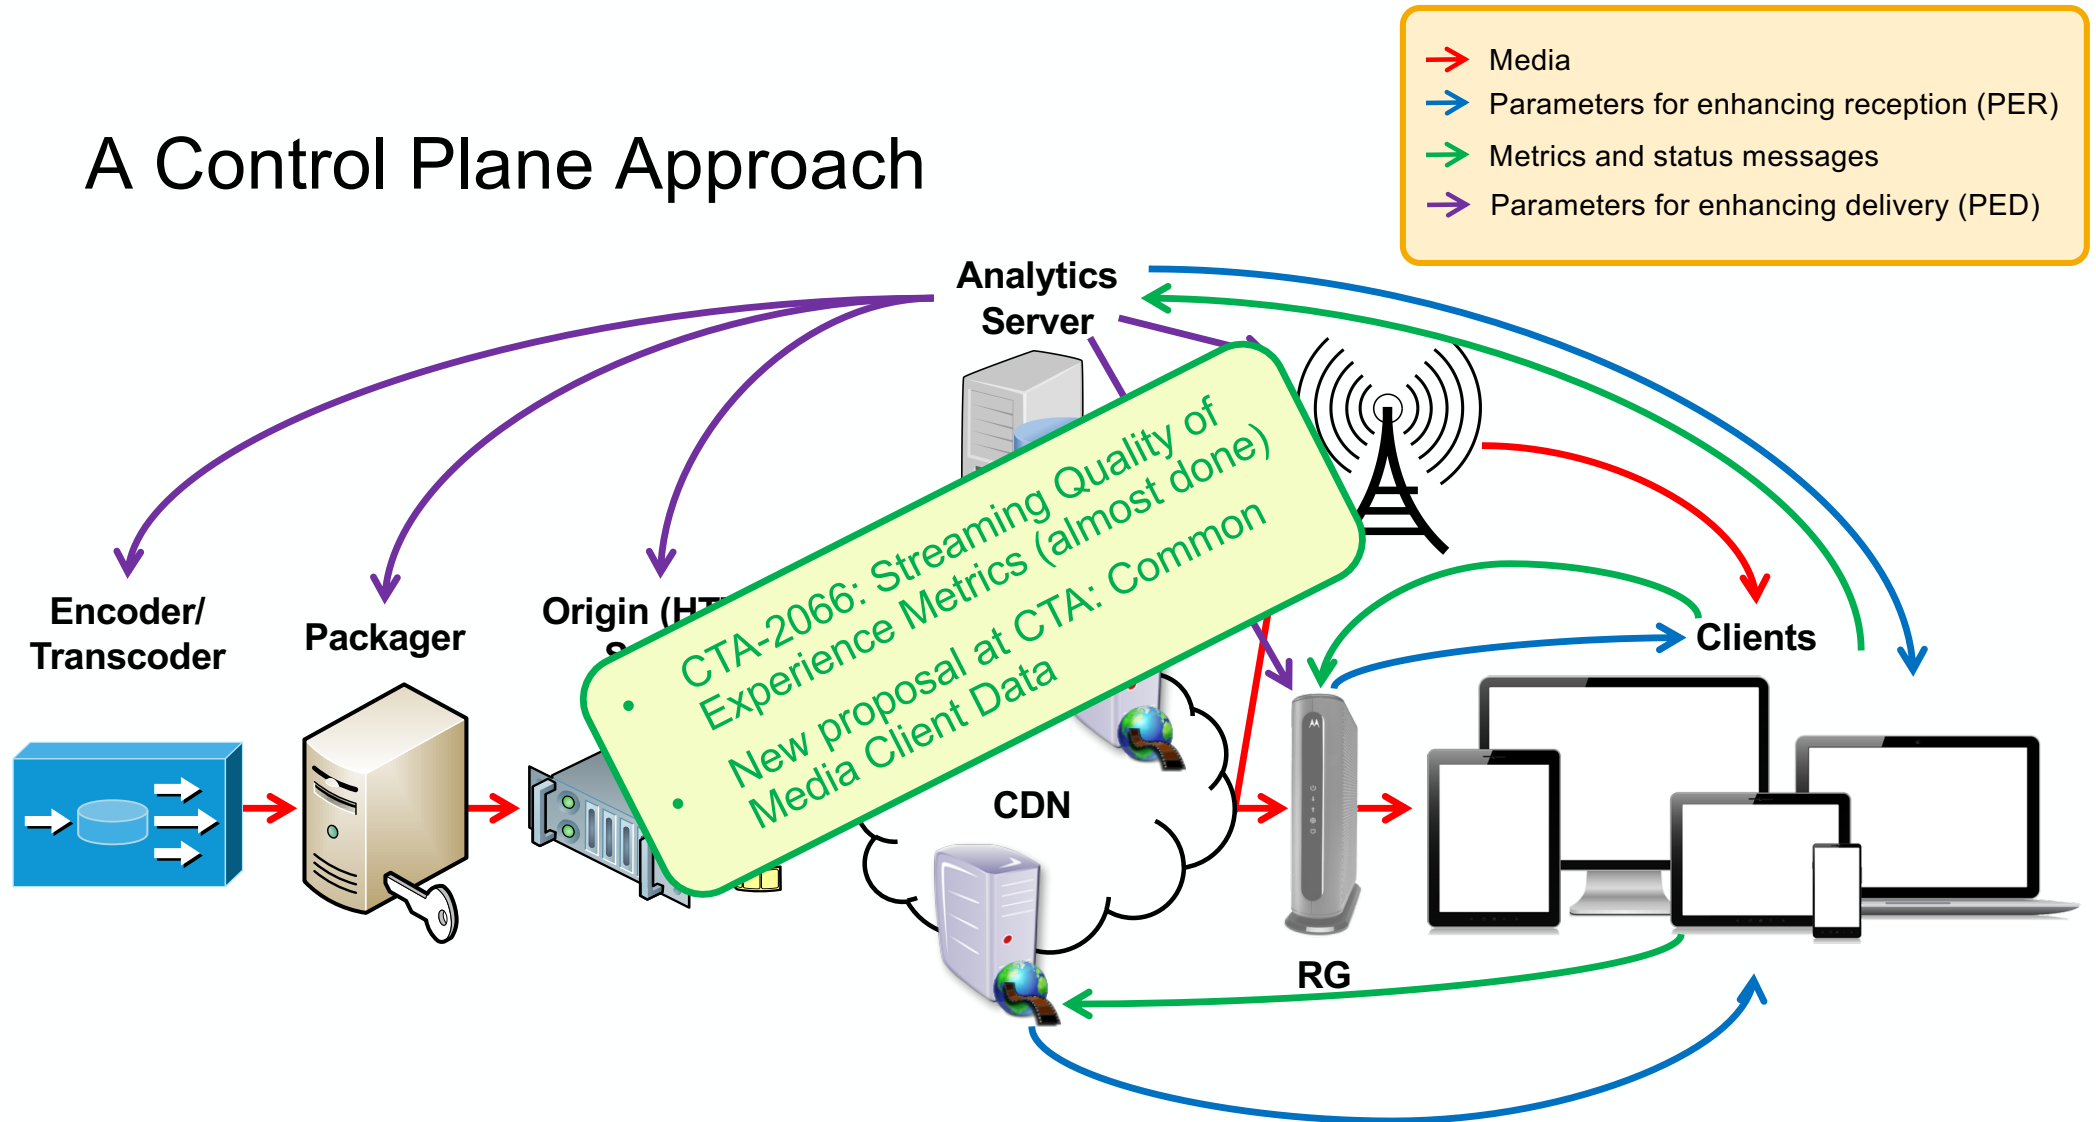 A Control Plane Approach
Media
Parameters for enhancing reception (PER)
Metrics and status messages
Parameters for enhancing delivery (PED)
Analytics
Server
Encoder/
Transcoder
Packager
Origin
• CTA-2066: Streaming Quality of
Experience Metrics (almost done)
• New proposal at CTA: Common
Media Client Data
Clients
CDN
RG